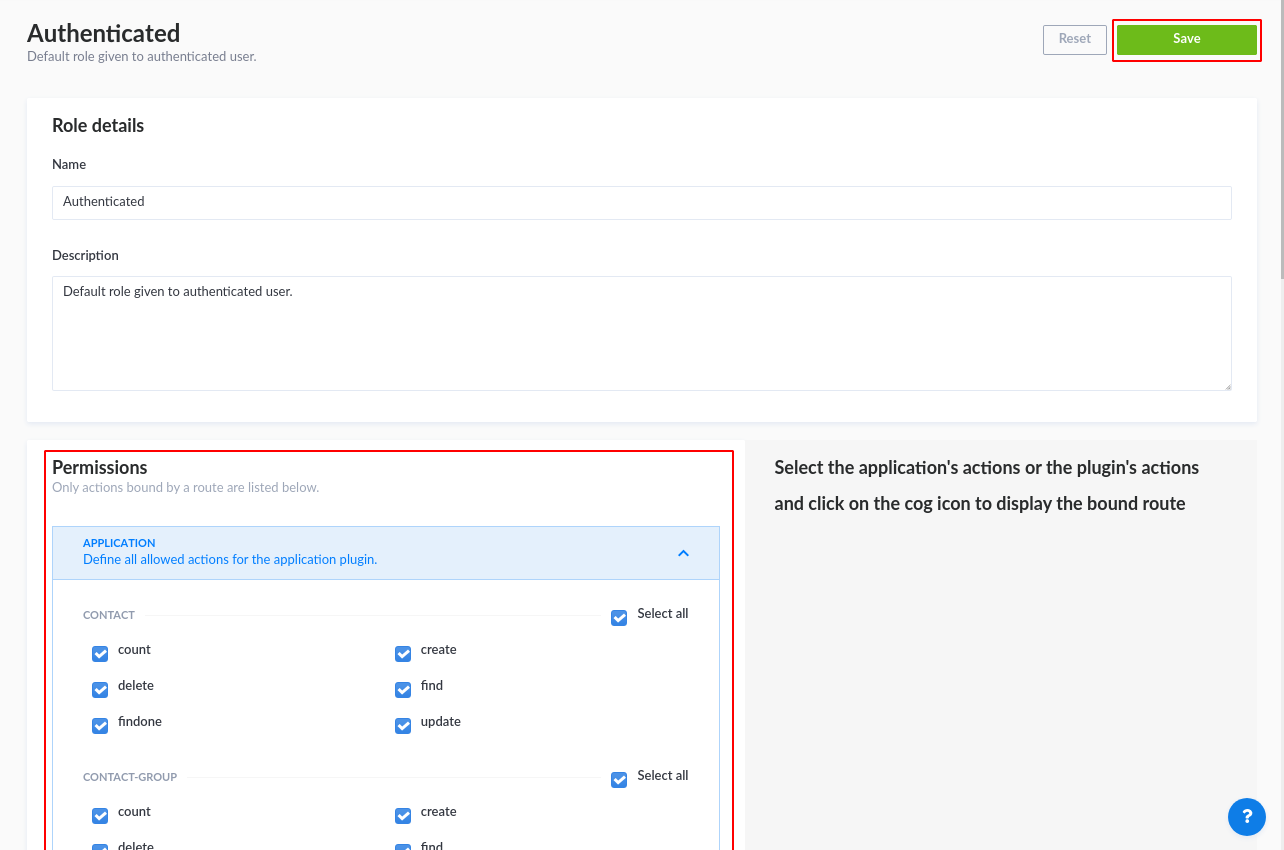 Authenticated
Default role given to authenticated user.
Reset
Save
Role details
Name
Authenticated
Description
Default role given to authenticated user.
Permissions
Only actions bound by a route are listed below.
APPLICATION
Define all allowed actions for the application plugin.
CONTACT
Select all
count
create
delete
find
findone
update
CONTACT-GROUP
Select all
count
create
delete
find
Select the application's actions or the plugin's actions
and click on the cog icon to display the bound route
?